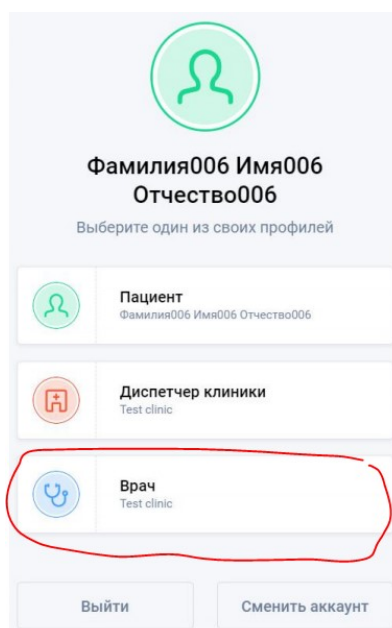 Фамилия006 Имя006
Отчество006
Выберите один из своих профилей
Пациент
Фамилия006 Имя006 Отчество006
Диспетчер клиники
Test clinic
Врач
Test clinic
Выйти
Сменить аккаунт